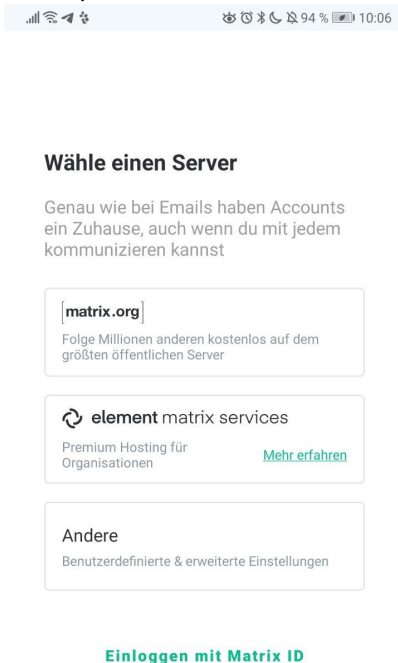 94 % 10:06
Wähle einen Server
Genau wie bei Emails haben Accounts
ein Zuhause, auch wenn du mit jedem
kommunizieren kannst
[matrix.org]
Folge Millionen anderen kostenlos auf dem
größten öffentlichen Server
element matrix services
Premium Hosting für
Organisationen
Mehr erfahren
Andere
Benutzerdefinierte & erweiterte Einstellungen
Einloggen mit Matrix ID